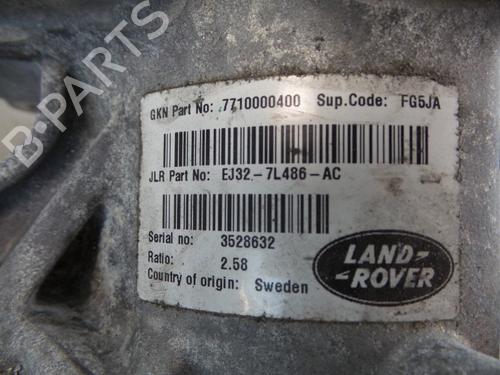 GKN Part No: 7710000400 Sup.Code: FG5JA
JLR Part No: EJ32-7L486-AC
Serial no: 3528632
Ratio: 2.58
Country of origin: Sweden
LAND-
-ROVER
B-PARTS